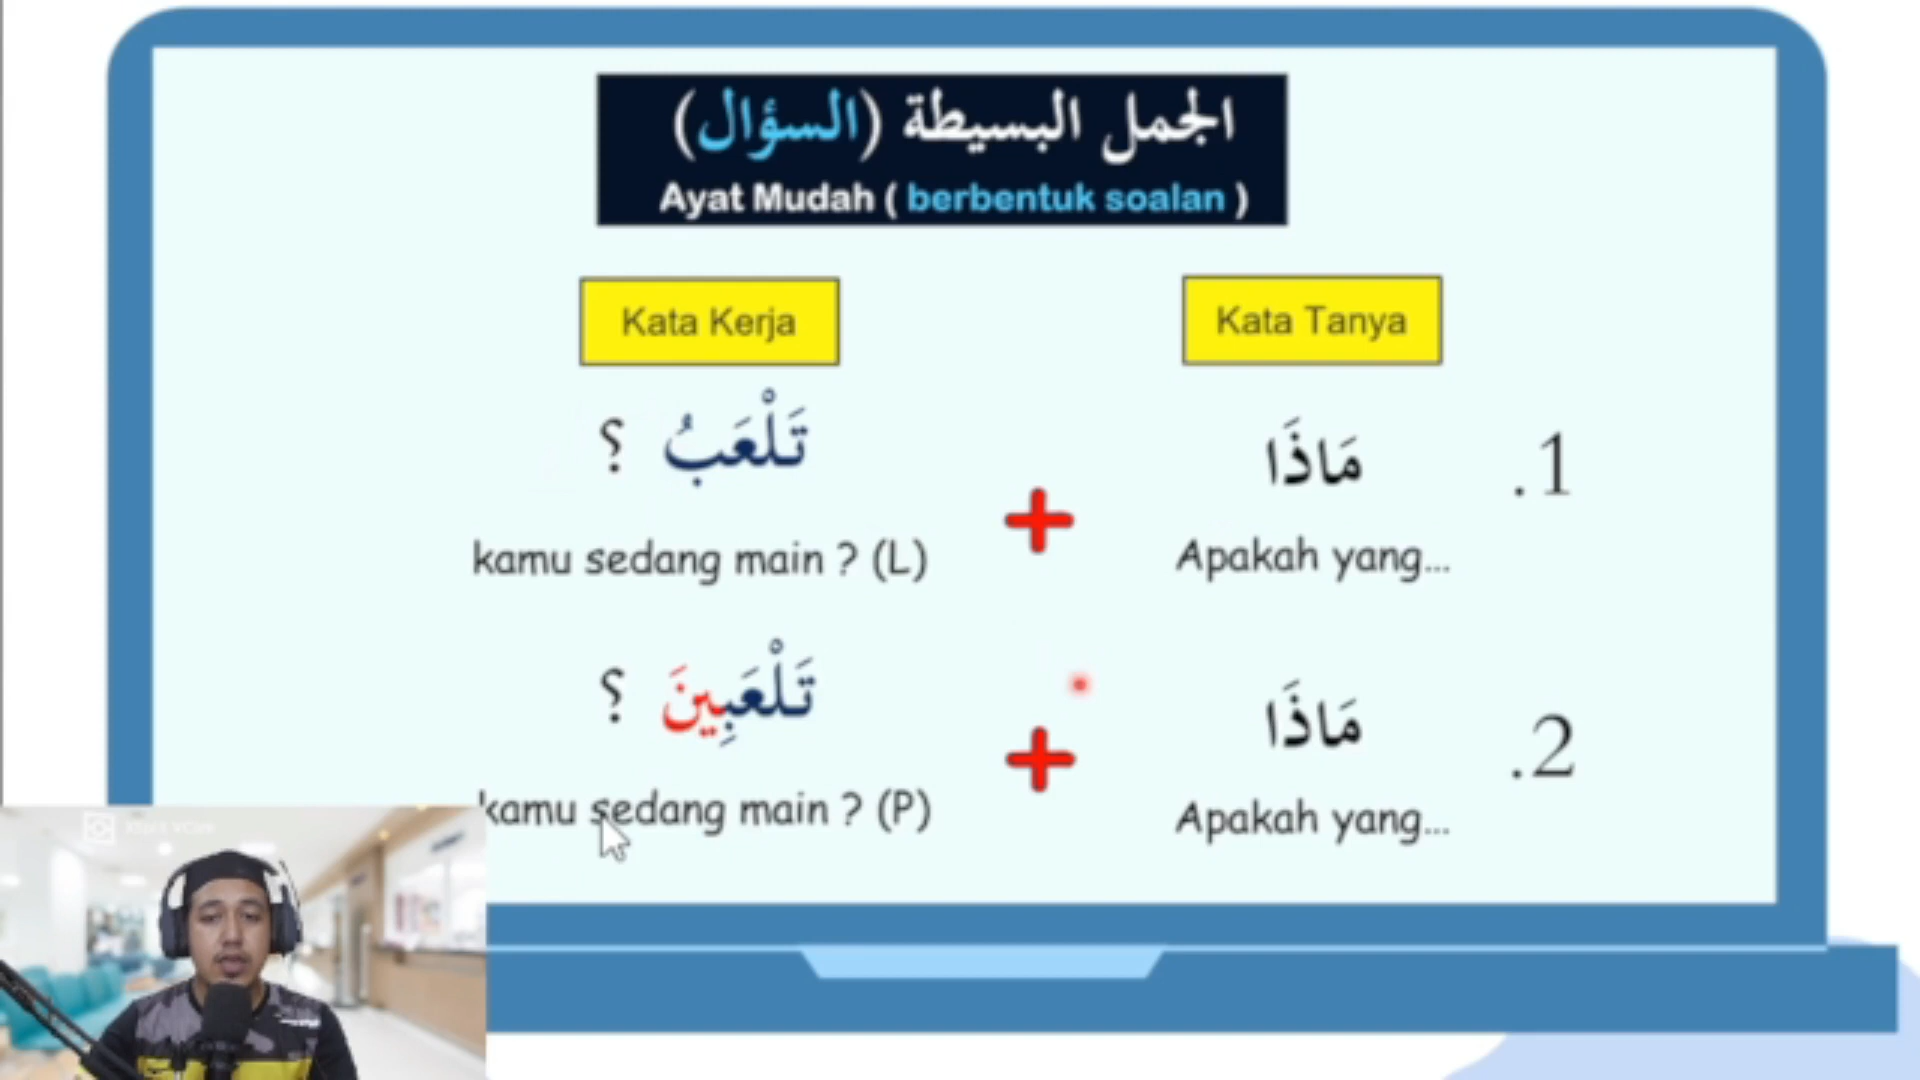 الجمل البسيطة (السؤال)
Ayat Mudah ( berbentuk soalan )
Kata Tanya
Kata Kerja
1. مَاذَا + تَلْعَبُ ؟
Apakah yang...
kamu sedang main ? (L)
2. مَاذَا + تَلْعَبِينَ ؟
Apakah yang...
kamu sedang main ? (P)